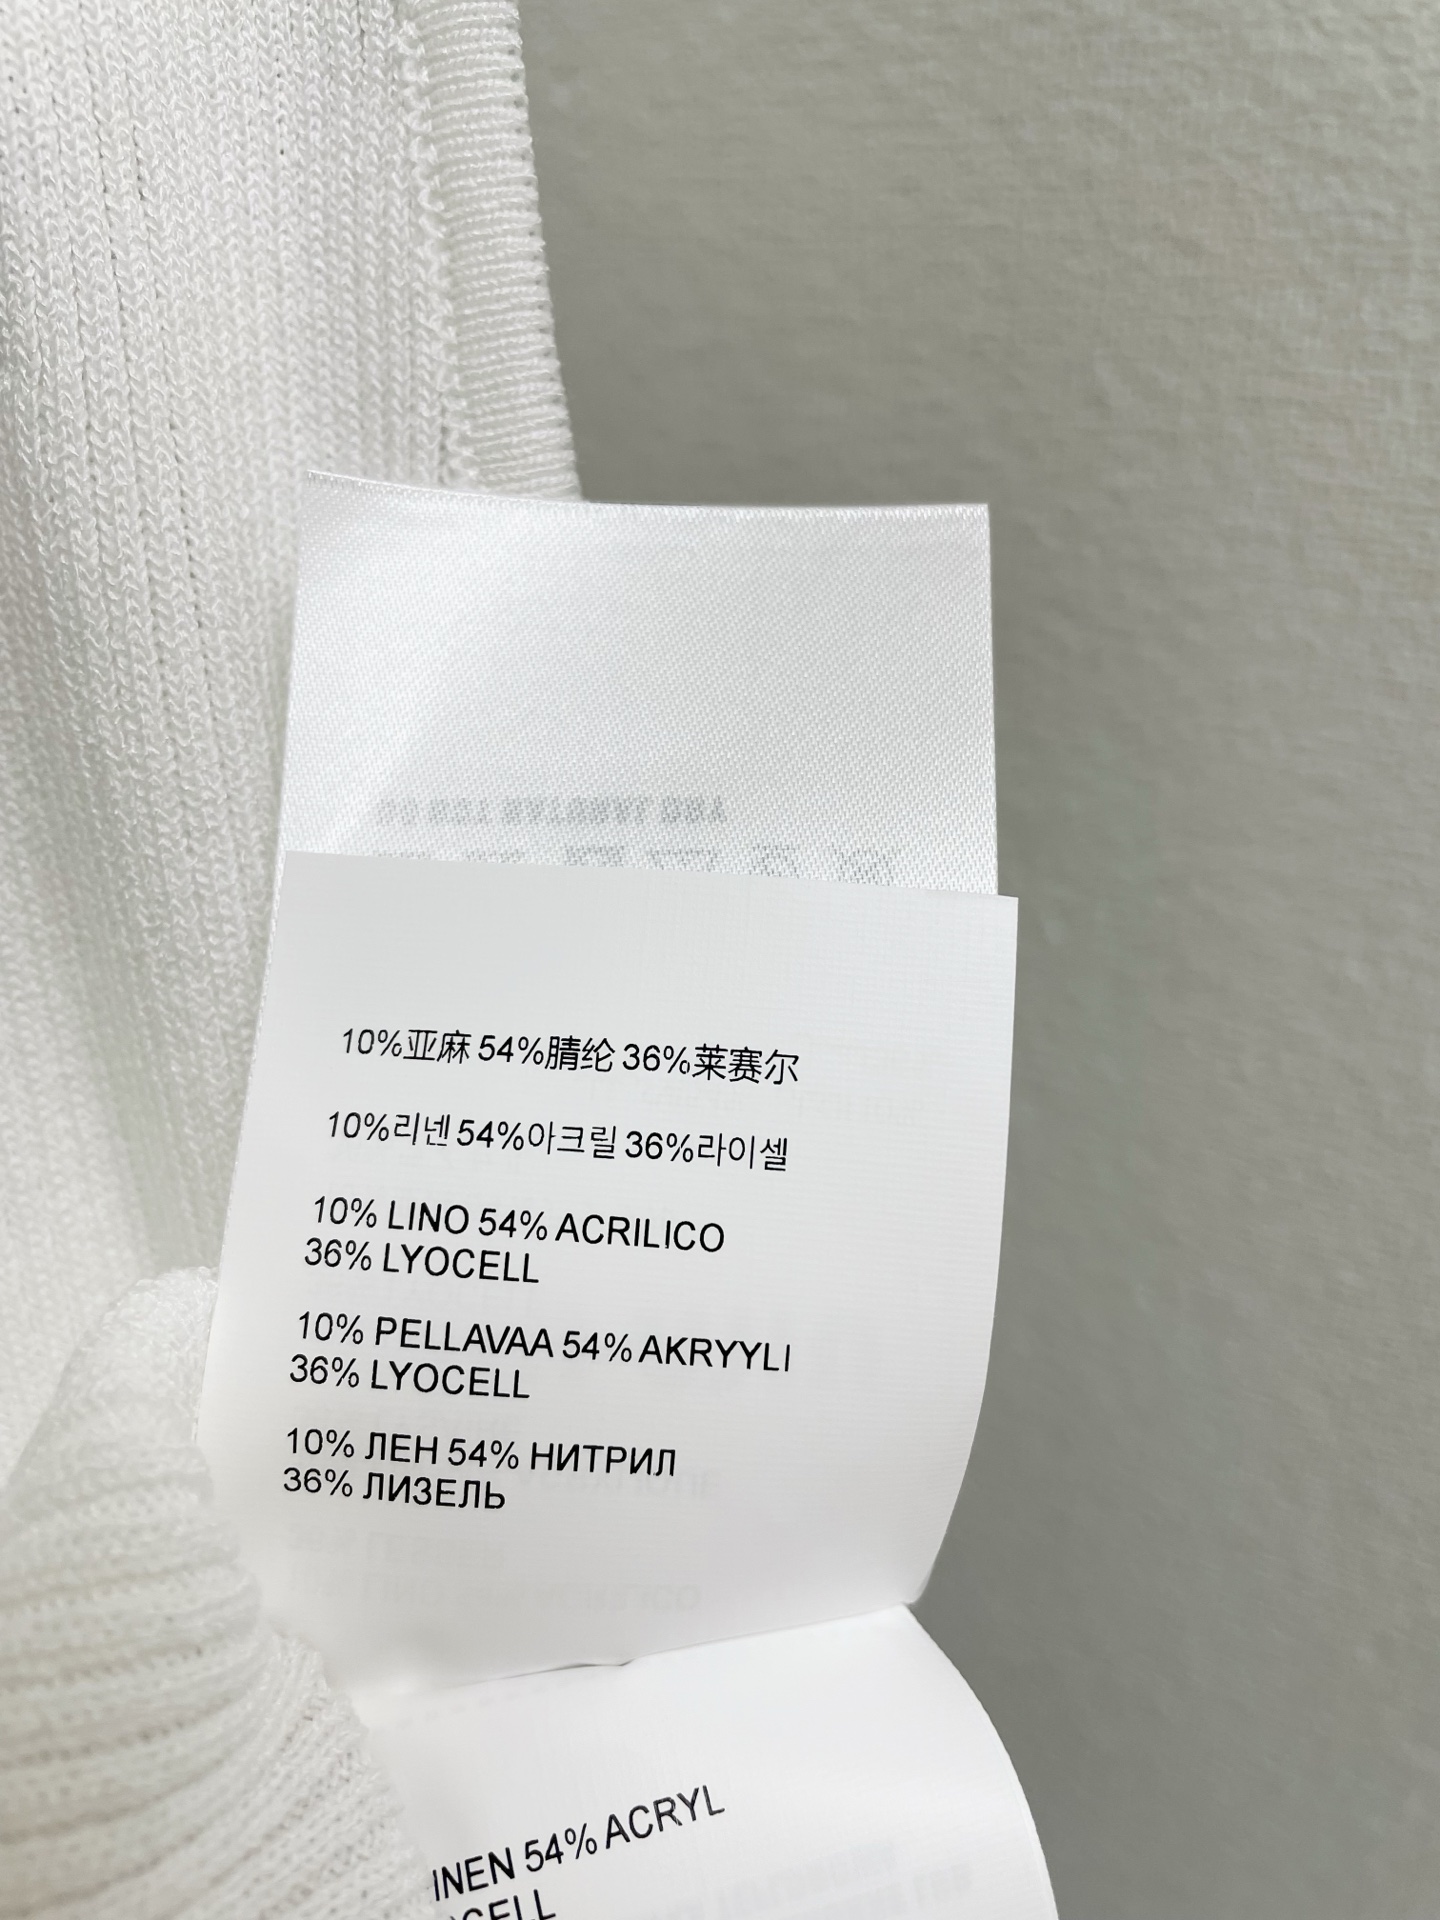 10%亚麻 54%腈纶 36%莱赛尔
10%리넨 54%아크릴 36%라이셀
10% LINO 54% ACRILICO
36% LYOCELL
10% PELLAVAA 54% AKRYYLI
36% LYOCELL
10% ЛЕН 54% НИТРИЛ
36% ЛИЗЕЛЬ
INEN 54% ACRYL
OCELL